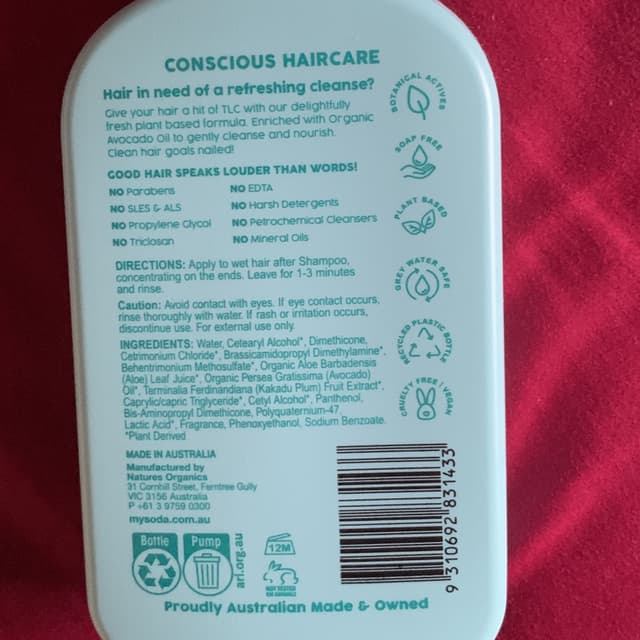 CONSCIOUS HAIRCARE
Hair in need of a refreshing cleanse?
Give your hair a hit of TLC with our delightfully
fresh plant based formula. Enriched with Organic
Avocado Oil to gently cleanse and nourish.
Clean hair goals nailed!
GOOD HAIR SPEAKS LOUDER THAN WORDS!
NO Parabens
NO SLES & ALS
NO Propylene Glycol
NO Triclosan
NO EDTA
NO Harsh Detergents
NO Petrochemical Cleansers
NO Mineral Oils
DIRECTIONS: Apply to wet hair after Shampoo,
concentrating on the ends. Leave for 1-3 minutes
and rinse.
Caution: Avoid contact with eyes. If eye contact occurs,
rinse thoroughly with water. If rash or irritation occurs,
discontinue use. For external use only.
INGREDIENTS: Water, Cetearyl Alcohol*, Dimethicone,
Cetrimonium Chloride*, Brassicamidopropyl Dimethylamine*,
Behentrimonium Methosulfate*, Organic Aloe Barbadensis
(Aloe) Leaf Juice*, Organic Persea Gratissima (Avocado)
Oil*, Terminalia Ferdinandiana (Kakadu Plum) Fruit Extract*,
Caprylic/capric Triglyceride*, Cetyl Alcohol*, Panthenol,
Bis-Aminopropyl Dimethicone, Polyquaternium-47,
Lactic Acid*, Fragrance, Phenoxyethanol, Sodium Benzoate.
*Plant Derived
MADE IN AUSTRALIA
Manufactured by
Natures Organics
31 Cornhill Street, Ferntree Gully
VIC 3156 Australia
P +61 3 9759 0300
mysoda.com.au
Bottle
Pump
arl.org.au
12M
NOT TESTED
ON ANIMALS
BOTANICAL ACTIVES
SOAP FREE
PLANT BASED
GREY WATER SAFE
RECYCLED PLASTIC BOTTLE
CRUELTY FREE | VEGAN
9 310692 831433
Proudly Australian Made & Owned